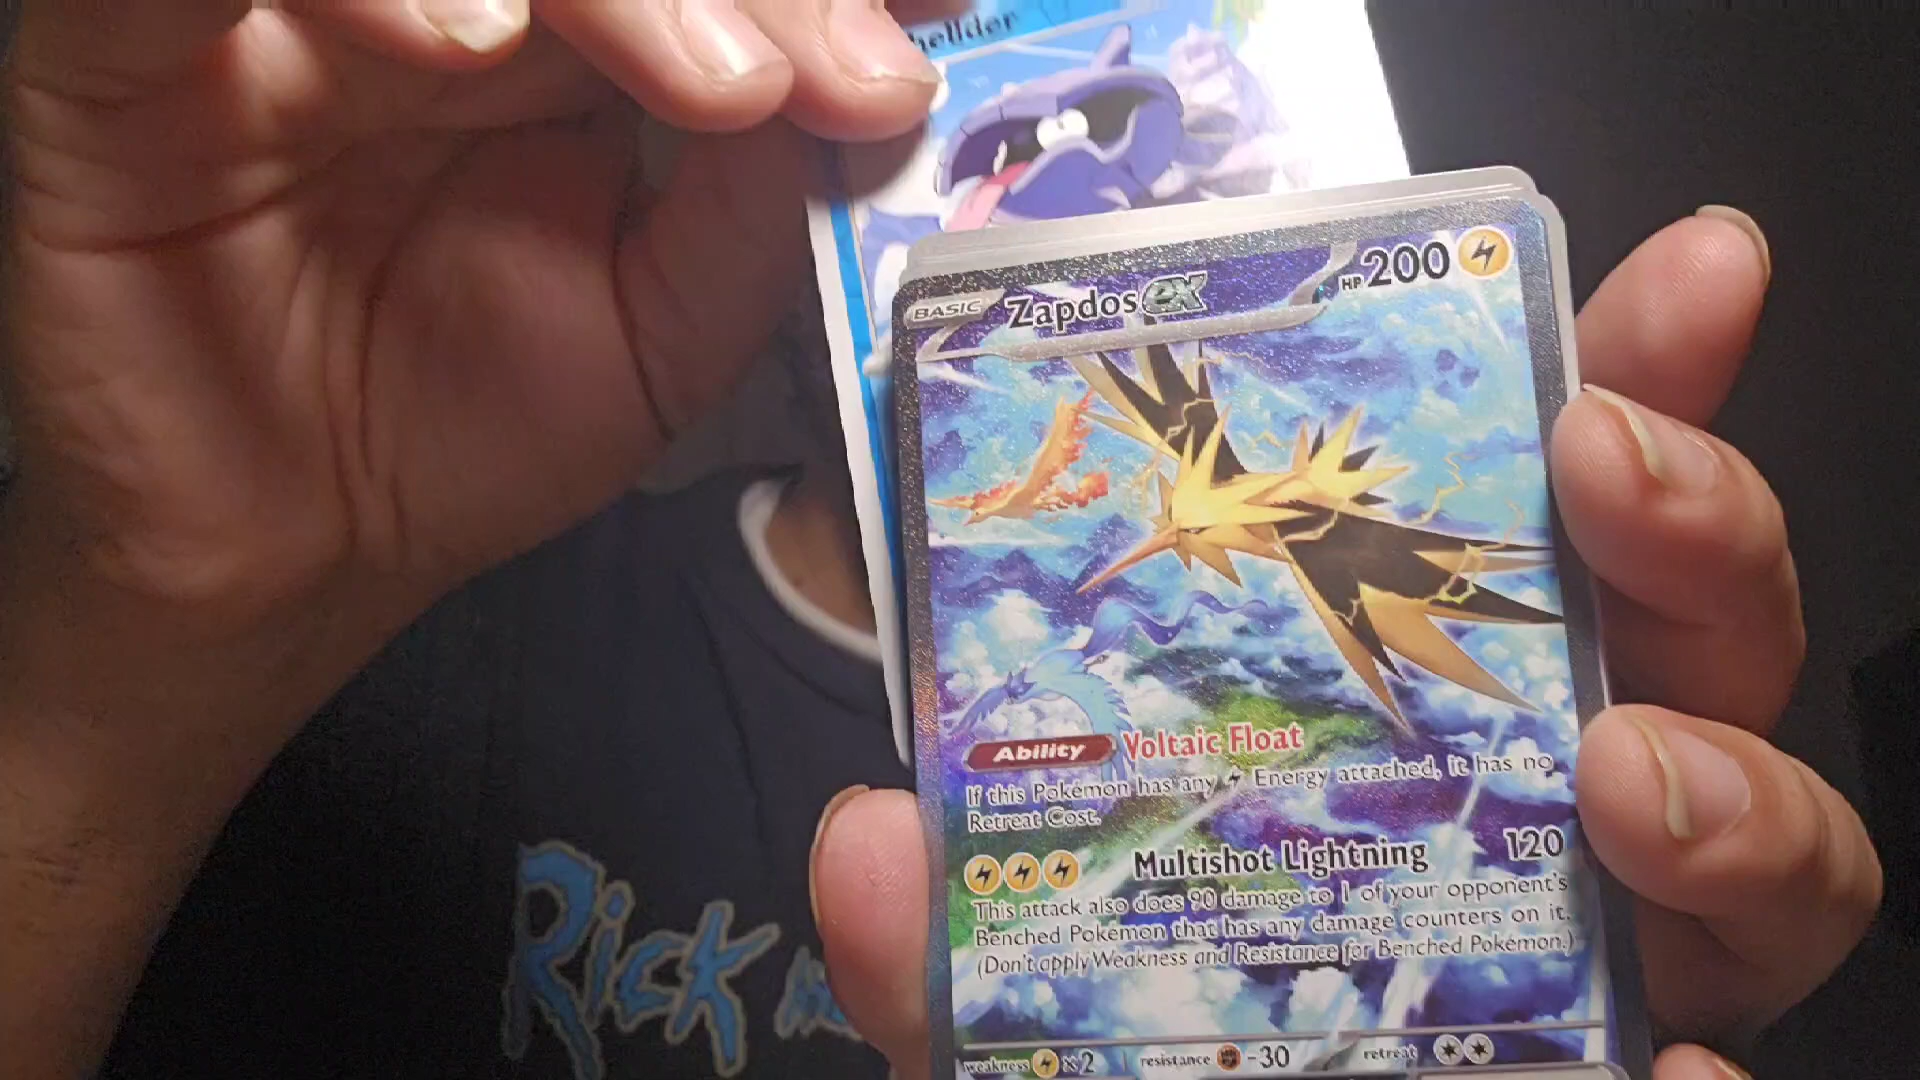 hellder
BASIC Zapdos ex HP 200
Ability Voltaic Float
If this Pokémon has any Energy attached, it has no
Retreat Cost.
Multishot Lightning 120
This attack also does 90 damage to 1 of your opponent's
Benched Pokémon that has any damage counters on it.
(Don't apply Weakness and Resistance for Benched Pokémon.)
weakness ×2 resistance -30 retreat
Rick